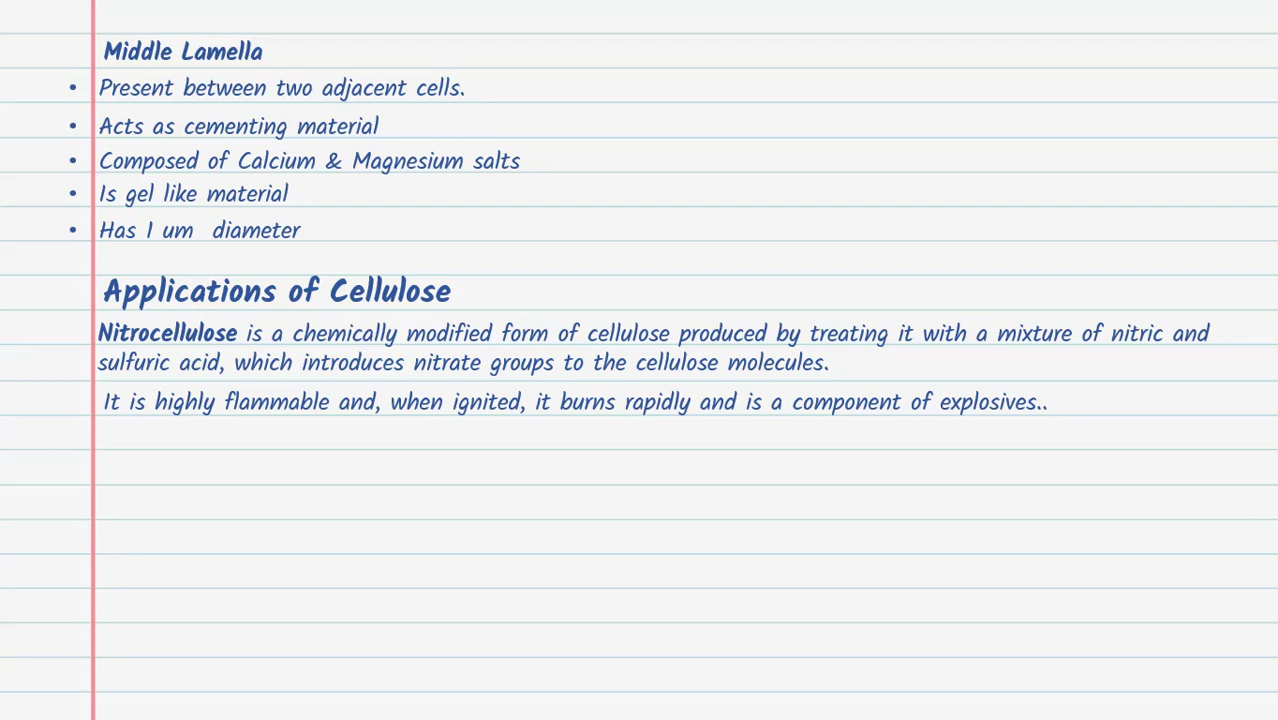 Middle Lamella
• Present between two adjacent cells.
• Acts as cementing material
• Composed of Calcium & Magnesium salts
• Is gel like material
• Has 1 um  diameter
Applications of Cellulose
Nitrocellulose is a chemically modified form of cellulose produced by treating it with a mixture of nitric and
sulfuric acid, which introduces nitrate groups to the cellulose molecules.
It is highly flammable and, when ignited, it burns rapidly and is a component of explosives..